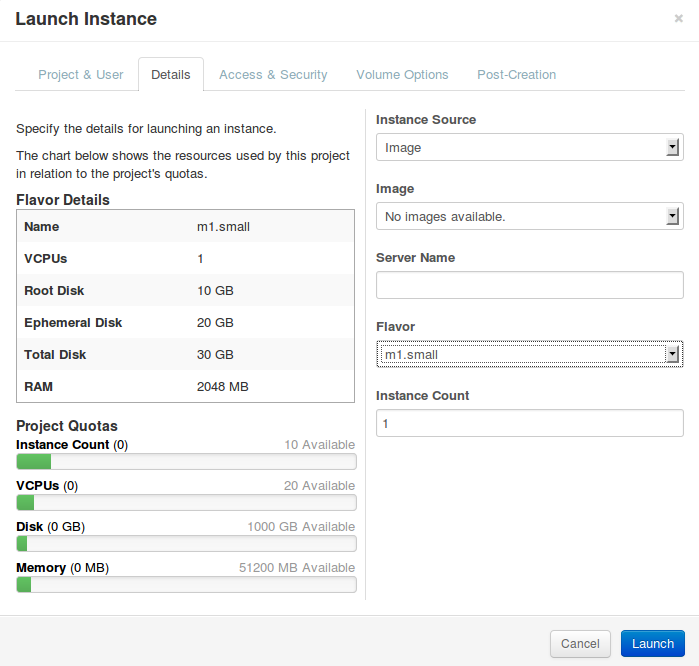 Launch Instance ×
Project & User Details Access & Security Volume Options Post-Creation
Specify the details for launching an instance.
The chart below shows the resources used by this project
in relation to the project's quotas.
Flavor Details
Name m1.small
VCPUs 1
Root Disk 10 GB
Ephemeral Disk 20 GB
Total Disk 30 GB
RAM 2048 MB
Project Quotas
Instance Count (0) 10 Available
VCPUs (0) 20 Available
Disk (0 GB) 1000 GB Available
Memory (0 MB) 51200 MB Available
Instance Source
Image
Image
No images available.
Server Name
Flavor
m1.small
Instance Count
1
Cancel Launch